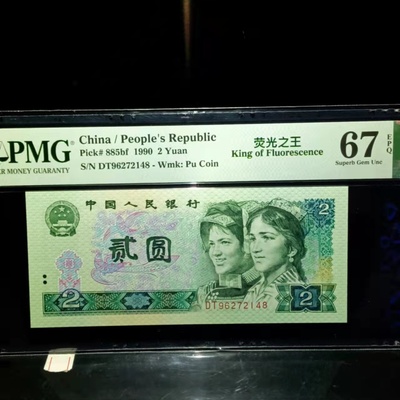 PMG
China / People's Republic
Pick# 885bf 1990 2 Yuan
S/N DT96272148 - Wmk: Pu Coin
ER MONEY GUARANTY
荧光之王
King of Fluorescence
67
EPQ
Superb Gem Unc
中国人民银行
2
贰圆
2
2
DT96272148